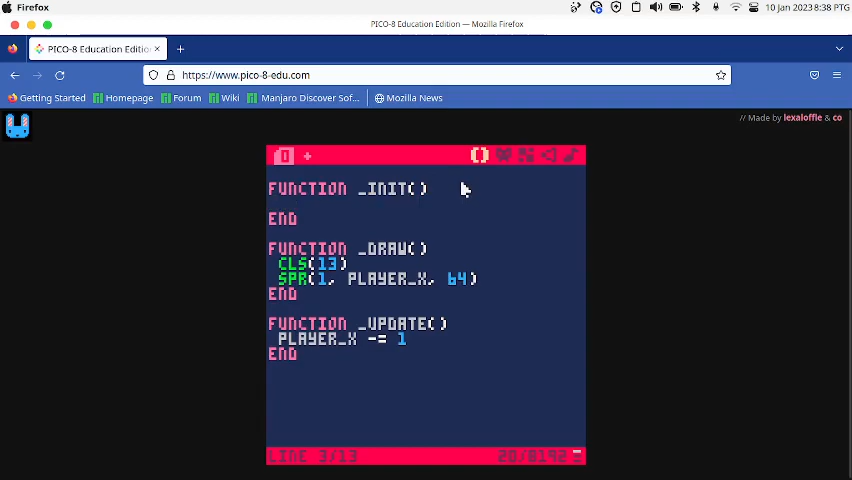 Firefox
10 Jan 2023 8:38 PTG
PICO-8 Education Edition — Mozilla Firefox
PICO-8 Education Edition
https://www.pico-8-edu.com
Getting Started Homepage Forum Wiki Manjaro Discover Sof... Mozilla News
// Made by lexaloffle & co
0 +
FUNCTION _INIT()
END
FUNCTION _DRAW()
CLS(13)
SPR(1, PLAYER_X, 64)
END
FUNCTION _UPDATE()
PLAYER_X -= 1
END
LINE 3/13 20/8192